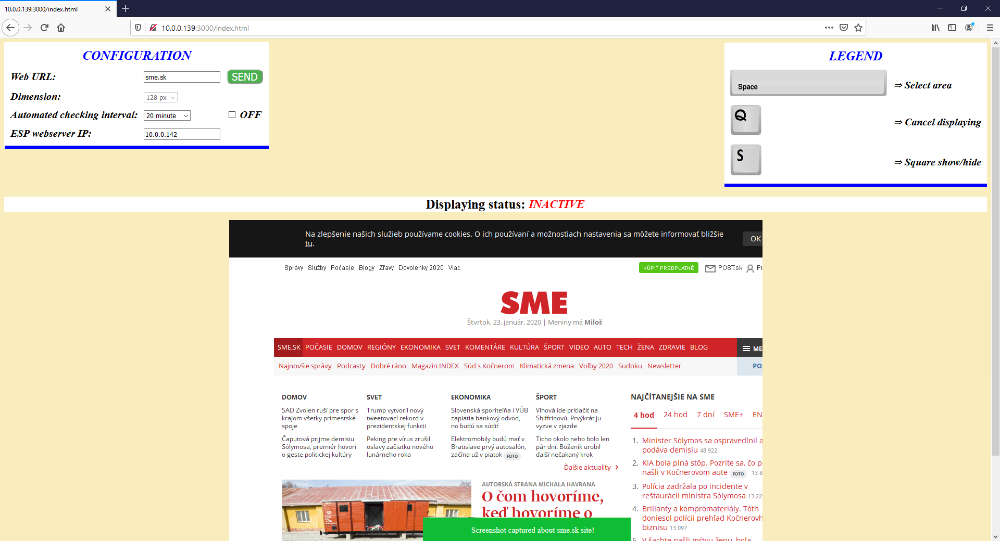 10.0.0.139:3000/index.html
10.0.0.139:3000/index.html
CONFIGURATION
Web URL: sme.sk SEND
Dimension: 128 px
Automated checking interval: 20 minute OFF
ESP webserver IP: 10.0.0.142
LEGEND
Space ⇒ Select area
Q ⇒ Cancel displaying
S ⇒ Square show/hide
Displaying status: INACTIVE
Na zlepšenie našich služieb používame cookies. O ich používaní a možnostiach nastavenia sa môžete informovať bližšie
tu.
OK
Správy Služby Počasie Blogy Zľavy Dovolenky 2020 Viac
KÚPIŤ PREDPLATNÉ POST.sk Pr
SME
Štvrtok, 23. január, 2020 | Meniny má Miloš
SME.SK POČASIE DOMOV REGIÓNY EKONOMIKA SVET KOMENTÁRE KULTÚRA ŠPORT VIDEO AUTO TECH ŽENA ZDRAVIE BLOG ME
Najnovšie správy Podcasty Dobré ráno Magazín INDEX Súd s Kočnerom Klimatická zmena Voľby 2020 Sudoku Newsletter PO
DOMOV
SAD Zvolen ruší pre spor s
krajom všetky prímestské
spoje
Čaputová prijme demisiu
Sólymosa, premiér hovorí
o geste politickej kultúry
SVET
Trump vytvoril nový
tweetovací rekord v
prezidentskej funkcii
Peking pre vírus zrušil
oslavy začiatku nového
lunárneho roka
EKONOMIKA
Slovenská sporiteľňa i VÚB
zaplatia bankový odvod,
no budú sa súdiť
Elektromobily budú mať v
Bratislave prvý autosalón,
začína už v piatok FOTO
ŠPORT
Vlhová ide pritlačiť na
Shiffrinovú. Prvýkrát ju
vyzve v zjazde
Ticho okolo neho bolo len
pár dní. Boženík urobil
ďalší nečakaný krok
Ďalšie aktuality
NAJČÍTANEJŠIE NA SME
4 hod 24 hod 7 dní SME+ EN
1. Minister Sólymos sa ospravedlnil a
podáva demisiu 48 922
2. KIA bola plná stôp. Pozrite sa, čo p
našli v Kočnerovom aute FOTO 13 8
3. Polícia zadržala po incidente v
reštaurácii ministra Sólymosa 13 229
4. Brilianty a kompromateriály. Tóth
doniesol polícii prehľad Kočnerovh
biznisu 13 097
5. V šachte našli mŕtvu ženu, bola
AUTORSKÁ STRANA MICHALA HAVRANA
O čom hovoríme,
keď hovoríme o
Screenshot captured about sme.sk site!